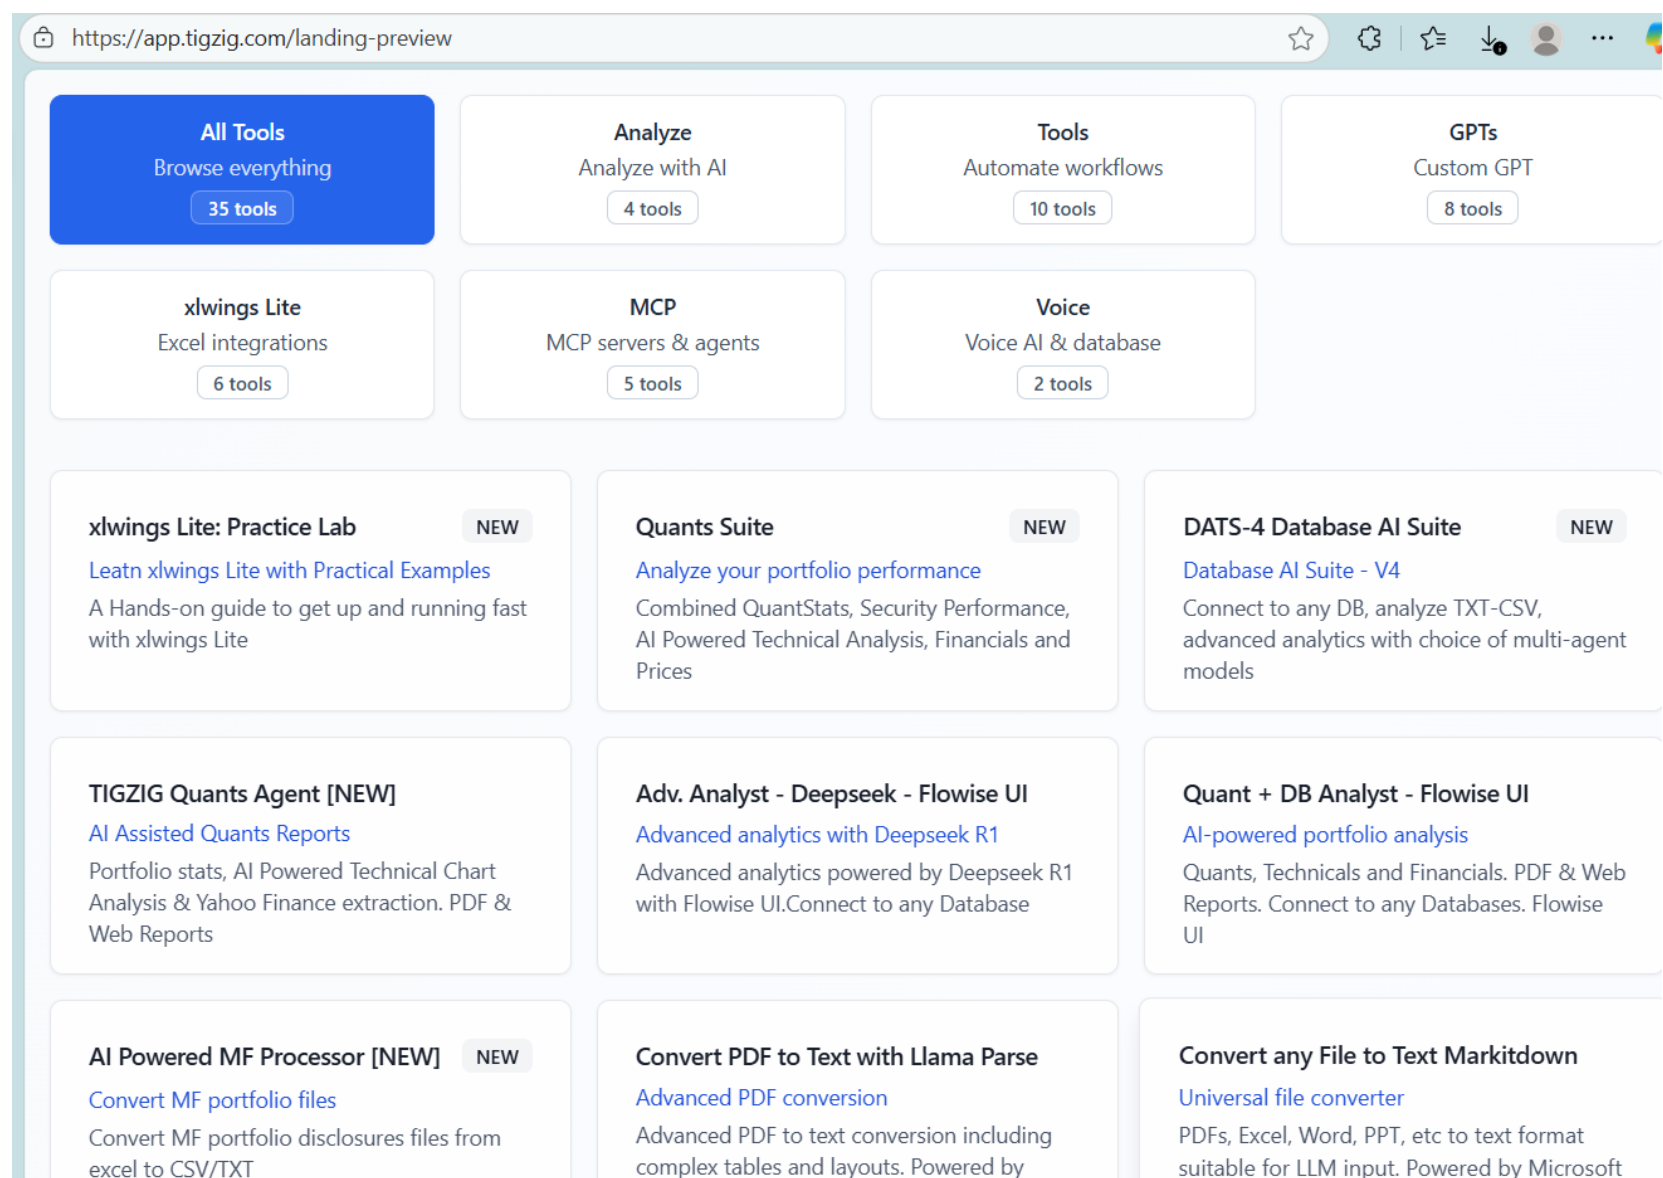 https://app.tigzig.com/landing-preview
All Tools
Browse everything
35 tools
Analyze
Analyze with AI
4 tools
Tools
Automate workflows
10 tools
GPTs
Custom GPT
8 tools
xlwings Lite
Excel integrations
6 tools
MCP
MCP servers & agents
5 tools
Voice
Voice AI & database
2 tools
xlwings Lite: Practice Lab
NEW
Leatn xlwings Lite with Practical Examples
A Hands-on guide to get up and running fast
with xlwings Lite
Quants Suite
NEW
Analyze your portfolio performance
Combined QuantStats, Security Performance,
AI Powered Technical Analysis, Financials and
Prices
DATS-4 Database AI Suite
NEW
Database AI Suite - V4
Connect to any DB, analyze TXT-CSV,
advanced analytics with choice of multi-agent
models
TIGZIG Quants Agent [NEW]
AI Assisted Quants Reports
Portfolio stats, AI Powered Technical Chart
Analysis & Yahoo Finance extraction. PDF &
Web Reports
Adv. Analyst - Deepseek - Flowise UI
Advanced analytics with Deepseek R1
Advanced analytics powered by Deepseek R1
with Flowise UI.Connect to any Database
Quant + DB Analyst - Flowise UI
AI-powered portfolio analysis
Quants, Technicals and Financials. PDF & Web
Reports. Connect to any Databases. Flowise
UI
AI Powered MF Processor [NEW]
NEW
Convert MF portfolio files
Convert MF portfolio disclosures files from
excel to CSV/TXT
Convert PDF to Text with Llama Parse
Advanced PDF conversion
Advanced PDF to text conversion including
complex tables and layouts. Powered by
Convert any File to Text Markitdown
Universal file converter
PDFs, Excel, Word, PPT, etc to text format
suitable for LLM input. Powered by Microsoft